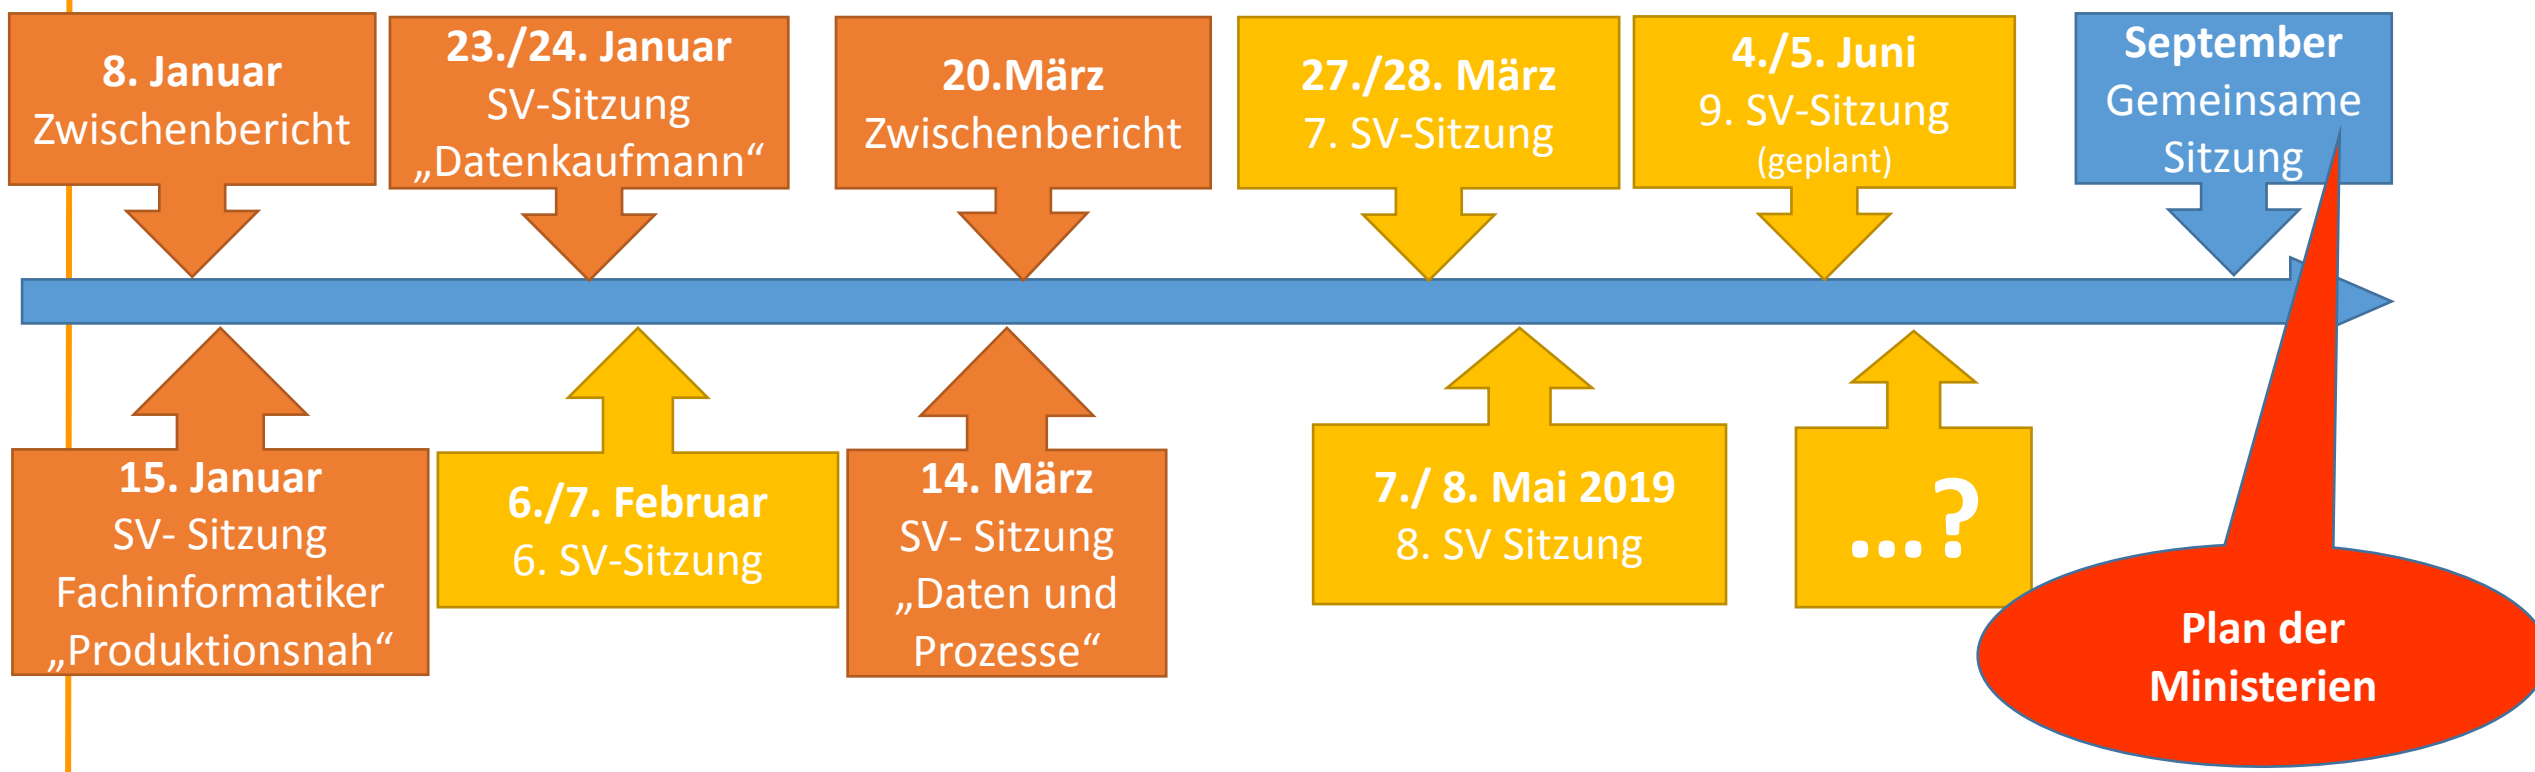 8. Januar
Zwischenbericht
23./24. Januar
SV-Sitzung
„Datenkaufmann“
20.März
Zwischenbericht
27./28. März
7. SV-Sitzung
4./5. Juni
9. SV-Sitzung
(geplant)
September
Gemeinsame
Sitzung
15. Januar
SV- Sitzung
Fachinformatiker
„Produktionsnah“
6./7. Februar
6. SV-Sitzung
14. März
SV- Sitzung
„Daten und
Prozesse“
7./ 8. Mai 2019
8. SV Sitzung
...?
Plan der
Ministerien